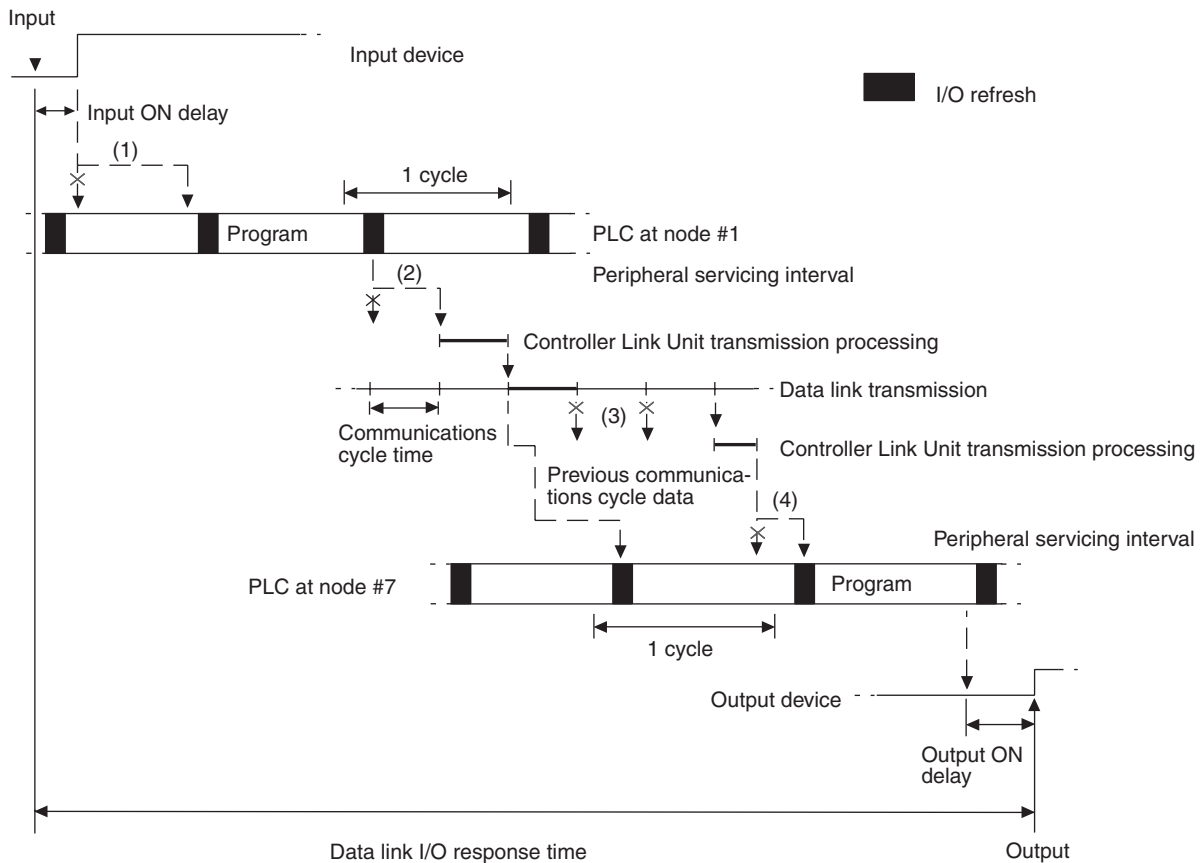 Input
Input device
I/O refresh
Input ON delay
(1)
1 cycle
Program
PLC at node #1
Peripheral servicing interval
(2)
Controller Link Unit transmission processing
Data link transmission
(3)
Communications
cycle time
Controller Link Unit transmission processing
Previous communica-
tions cycle data
(4)
Peripheral servicing interval
PLC at node #7
Program
1 cycle
Output device
Output ON
delay
Data link I/O response time
Output